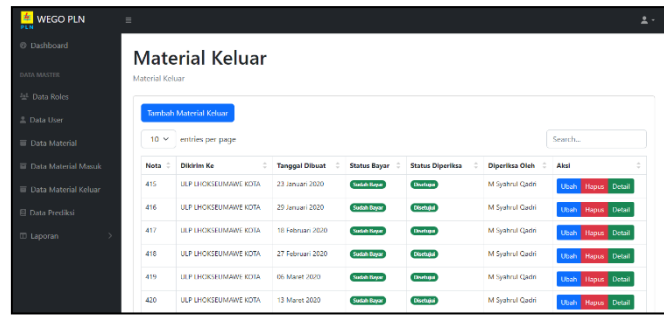 PLN
WEGO PLN
Dashboard
DATA MASTER
Data Roles
Data User
Data Material
Data Material Masuk
Data Material Keluar
Data Prediksi
Laporan
Material Keluar
Material Keluar
Tambah Material Keluar
10 entries per page
Search...
Nota Dikirim Ke Tanggal Dibuat Status Bayar Status Diperiksa Diperiksa Oleh Aksi
415 ULP LHOKSEUMAWE KOTA 23 Januari 2020 Sudah Bayar Disetujui M Syahrul Qadri Ubah Hapus Detail
416 ULP LHOKSEUMAWE KOTA 29 Januari 2020 Sudah Bayar Disetujui M Syahrul Qadri Ubah Hapus Detail
417 ULP LHOKSEUMAWE KOTA 18 Februari 2020 Sudah Bayar Disetujui M Syahrul Qadri Ubah Hapus Detail
418 ULP LHOKSEUMAWE KOTA 27 Februari 2020 Sudah Bayar Disetujui M Syahrul Qadri Ubah Hapus Detail
419 ULP LHOKSEUMAWE KOTA 06 Maret 2020 Sudah Bayar Disetujui M Syahrul Qadri Ubah Hapus Detail
420 ULP LHOKSEUMAWE KOTA 13 Maret 2020 Sudah Bayar Disetujui M Syahrul Qadri Ubah Hapus Detail